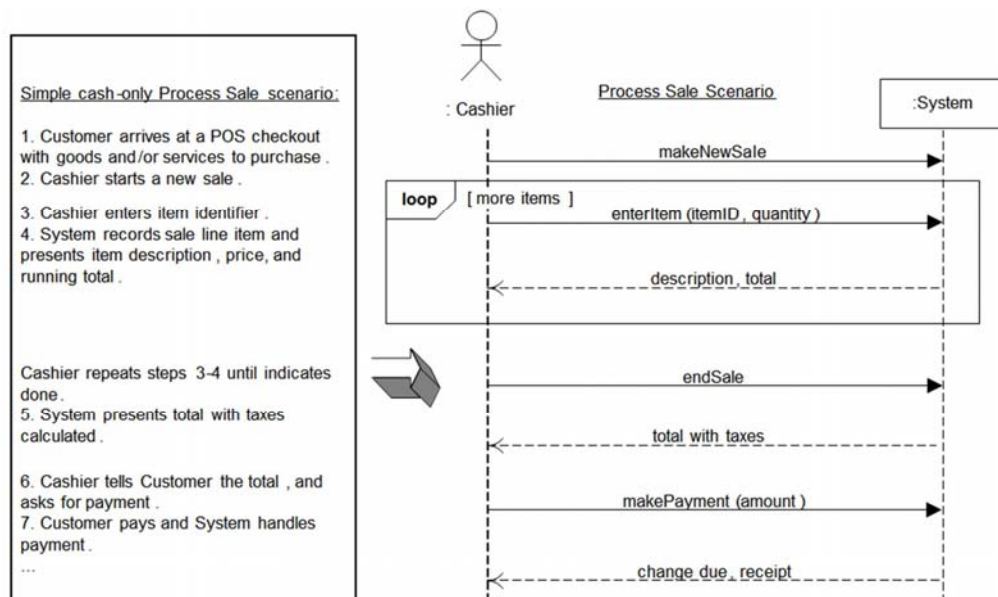 Simple cash-only Process Sale scenario:
1. Customer arrives at a POS checkout
with goods and/or services to purchase .
2. Cashier starts a new sale .
3. Cashier enters item identifier .
4. System records sale line item and
presents item description , price, and
running total .
Cashier repeats steps 3-4 until indicates
done.
5. System presents total with taxes
calculated .
6. Cashier tells Customer the total , and
asks for payment .
7. Customer pays and System handles
payment .
...
: Cashier
Process Sale Scenario
:System
makeNewSale
loop
[ more items ]
enterItem (itemID , quantity )
description , total
endSale
total with taxes
makePayment (amount )
change due , receipt